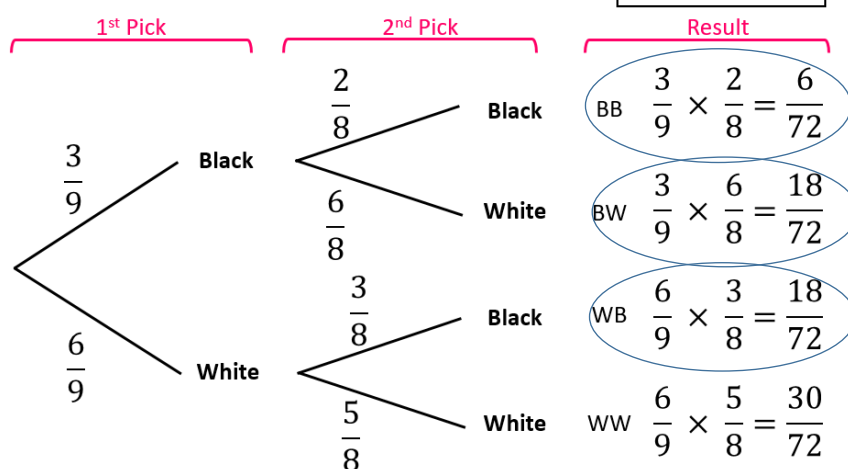 1st Pick 2nd Pick Result
2/8 Black BB 3/9 × 2/8 = 6/72
3/9 Black
6/8 White BW 3/9 × 6/8 = 18/72
3/8 Black WB 6/9 × 3/8 = 18/72
6/9 White
5/8 White WW 6/9 × 5/8 = 30/72